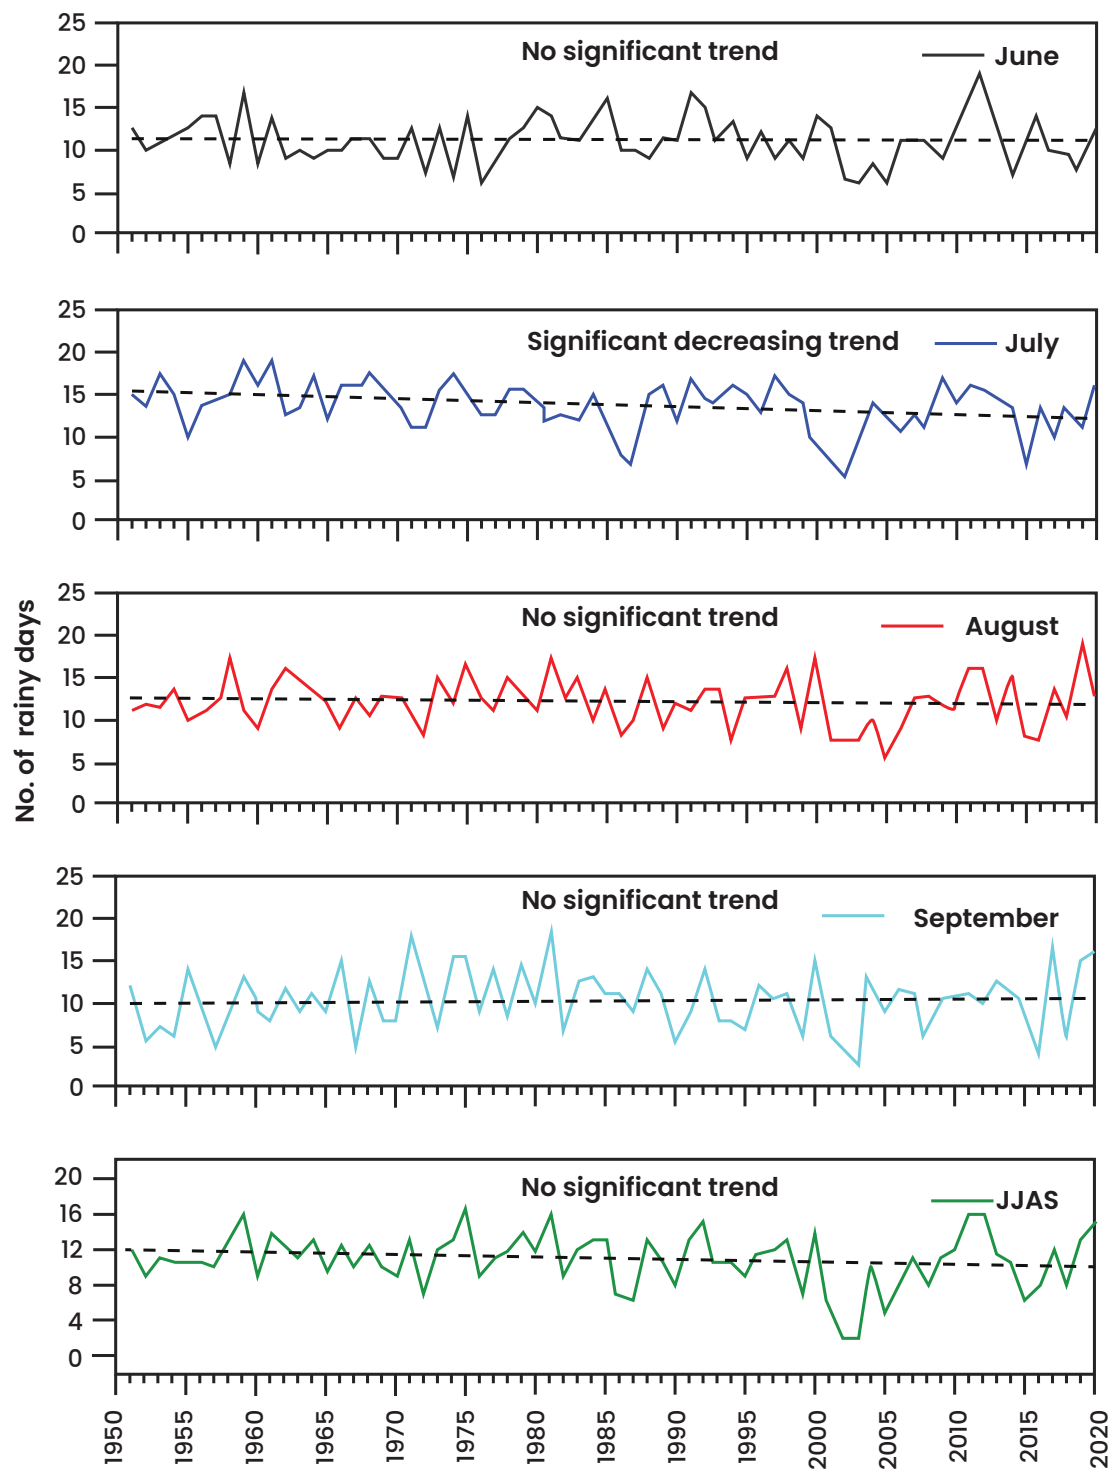 25
No significant trend
June
20
15
10
5
0
25
Significant decreasing trend
July
20
15
10
5
0
No. of rainy days
25
No significant trend
August
20
15
10
5
0
25
No significant trend
September
20
15
10
5
0
20
No significant trend
JJAS
16
12
8
4
0
1950 1955 1960 1965 1970 1975 1980 1985 1990 1995 2000 2005 2010 2015 2020